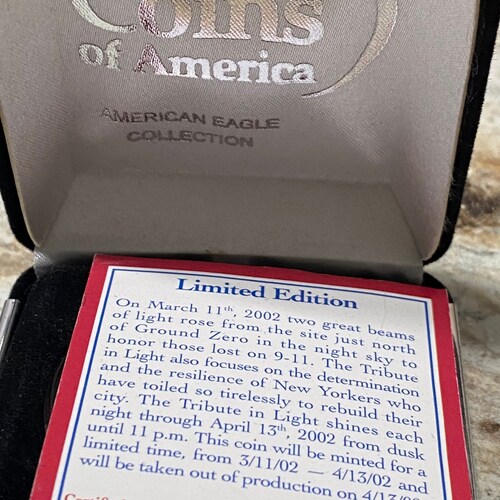 Coins
of America
AMERICAN EAGLE
COLLECTION
Limited Edition
On March 11th, 2002 two great beams
of light rose from the site just north
of Ground Zero in the night sky to
honor those lost on 9-11. The Tribute
in Light also focuses on the determination
and the resilience of New Yorkers who
have toiled so tirelessly to rebuild their
city. The Tribute in Light shines each
night through April 13th, 2002 from dusk
until 11 p.m. This coin will be minted for a
limited time, from 3/11/02 — 4/13/02 and
will be taken out of production on 4/13/02